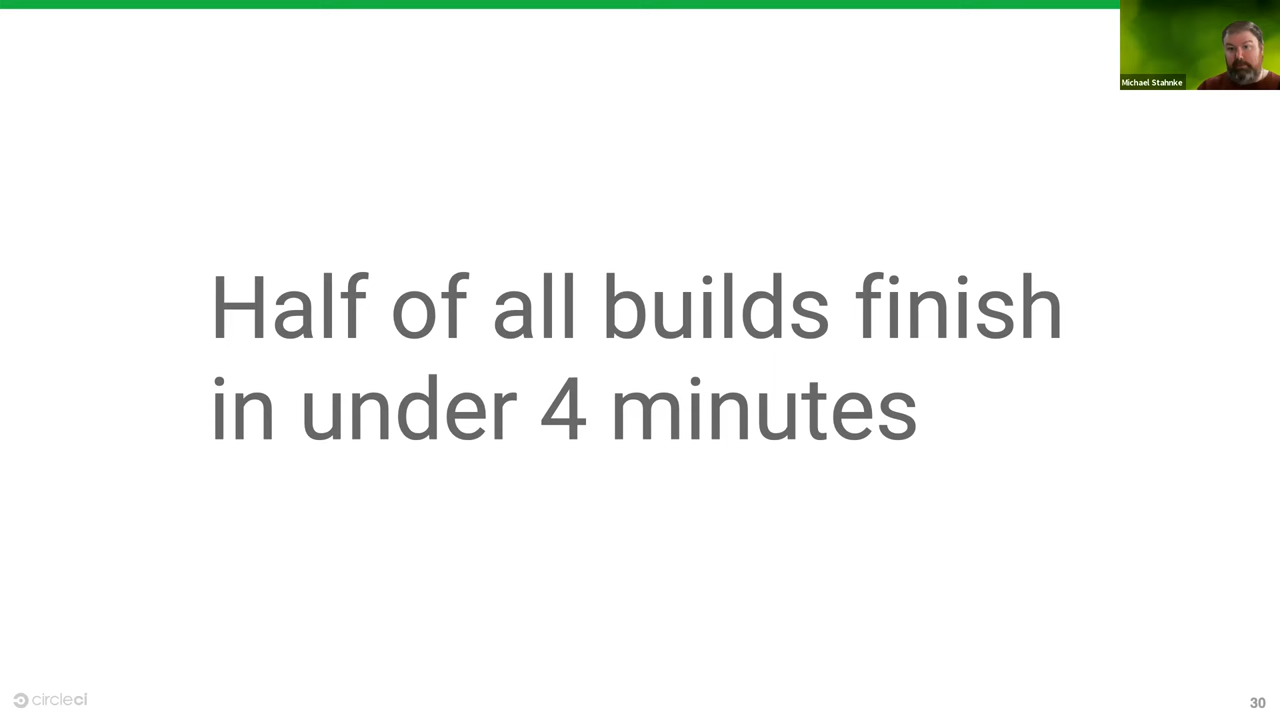 Michael Stahnke
Half of all builds finish
in under 4 minutes
circleci
30